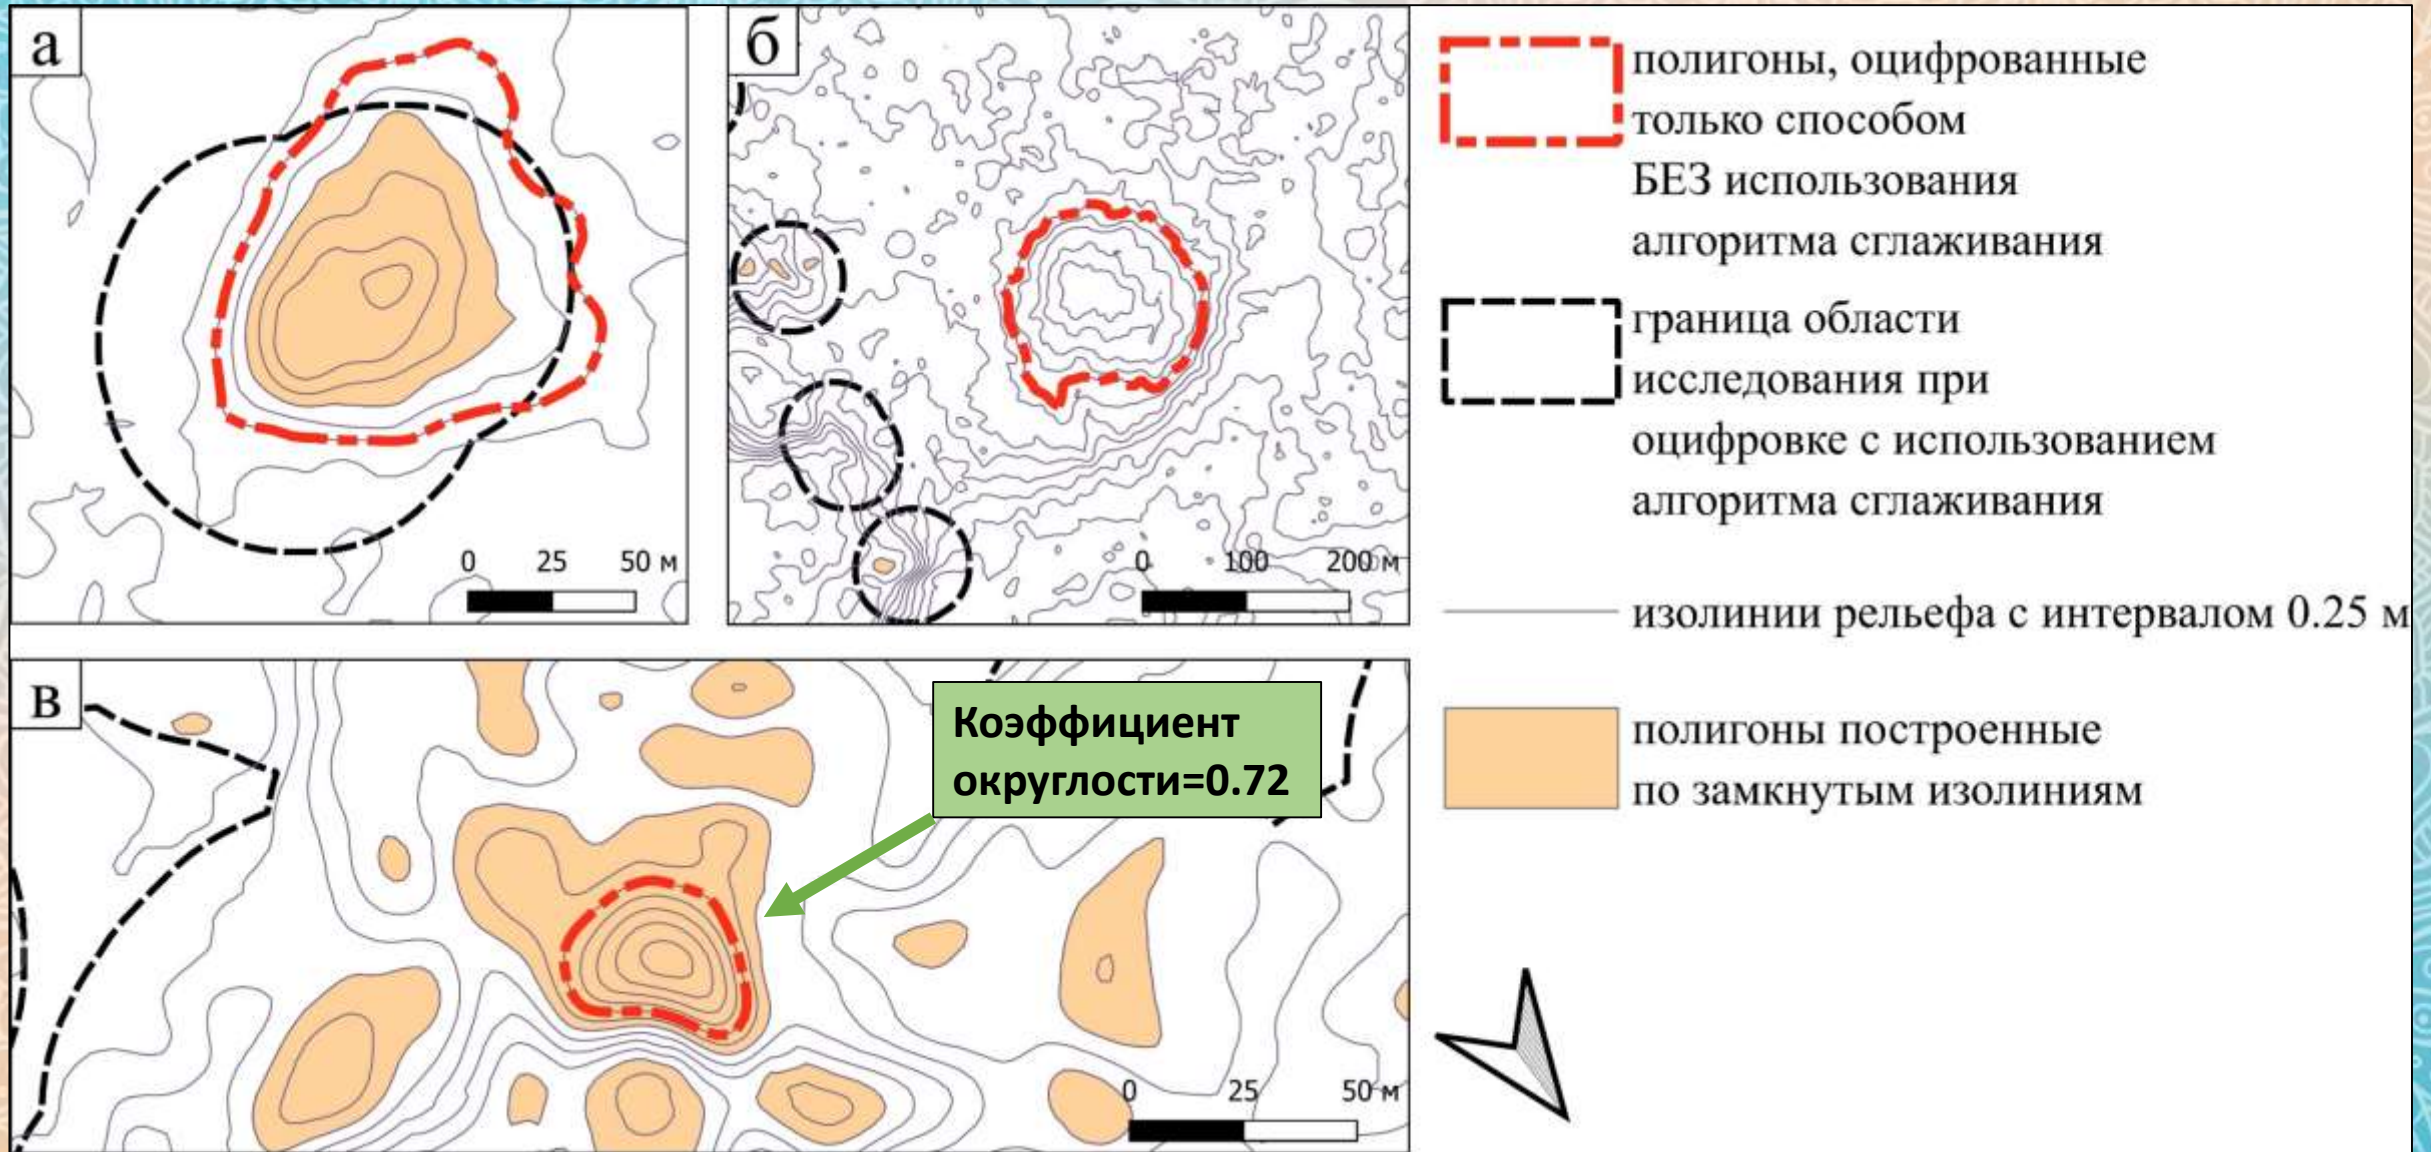 а
б
0 25 50 м
0 100 200 м
в
Коэффициент
округлости=0.72
0 25 50 м
полигоны, оцифрованные
только способом
БЕЗ использования
алгоритма сглаживания
граница области
исследования при
оцифровке с использованием
алгоритма сглаживания
изолинии рельефа с интервалом 0.25 м
полигоны построенные
по замкнутым изолиниям